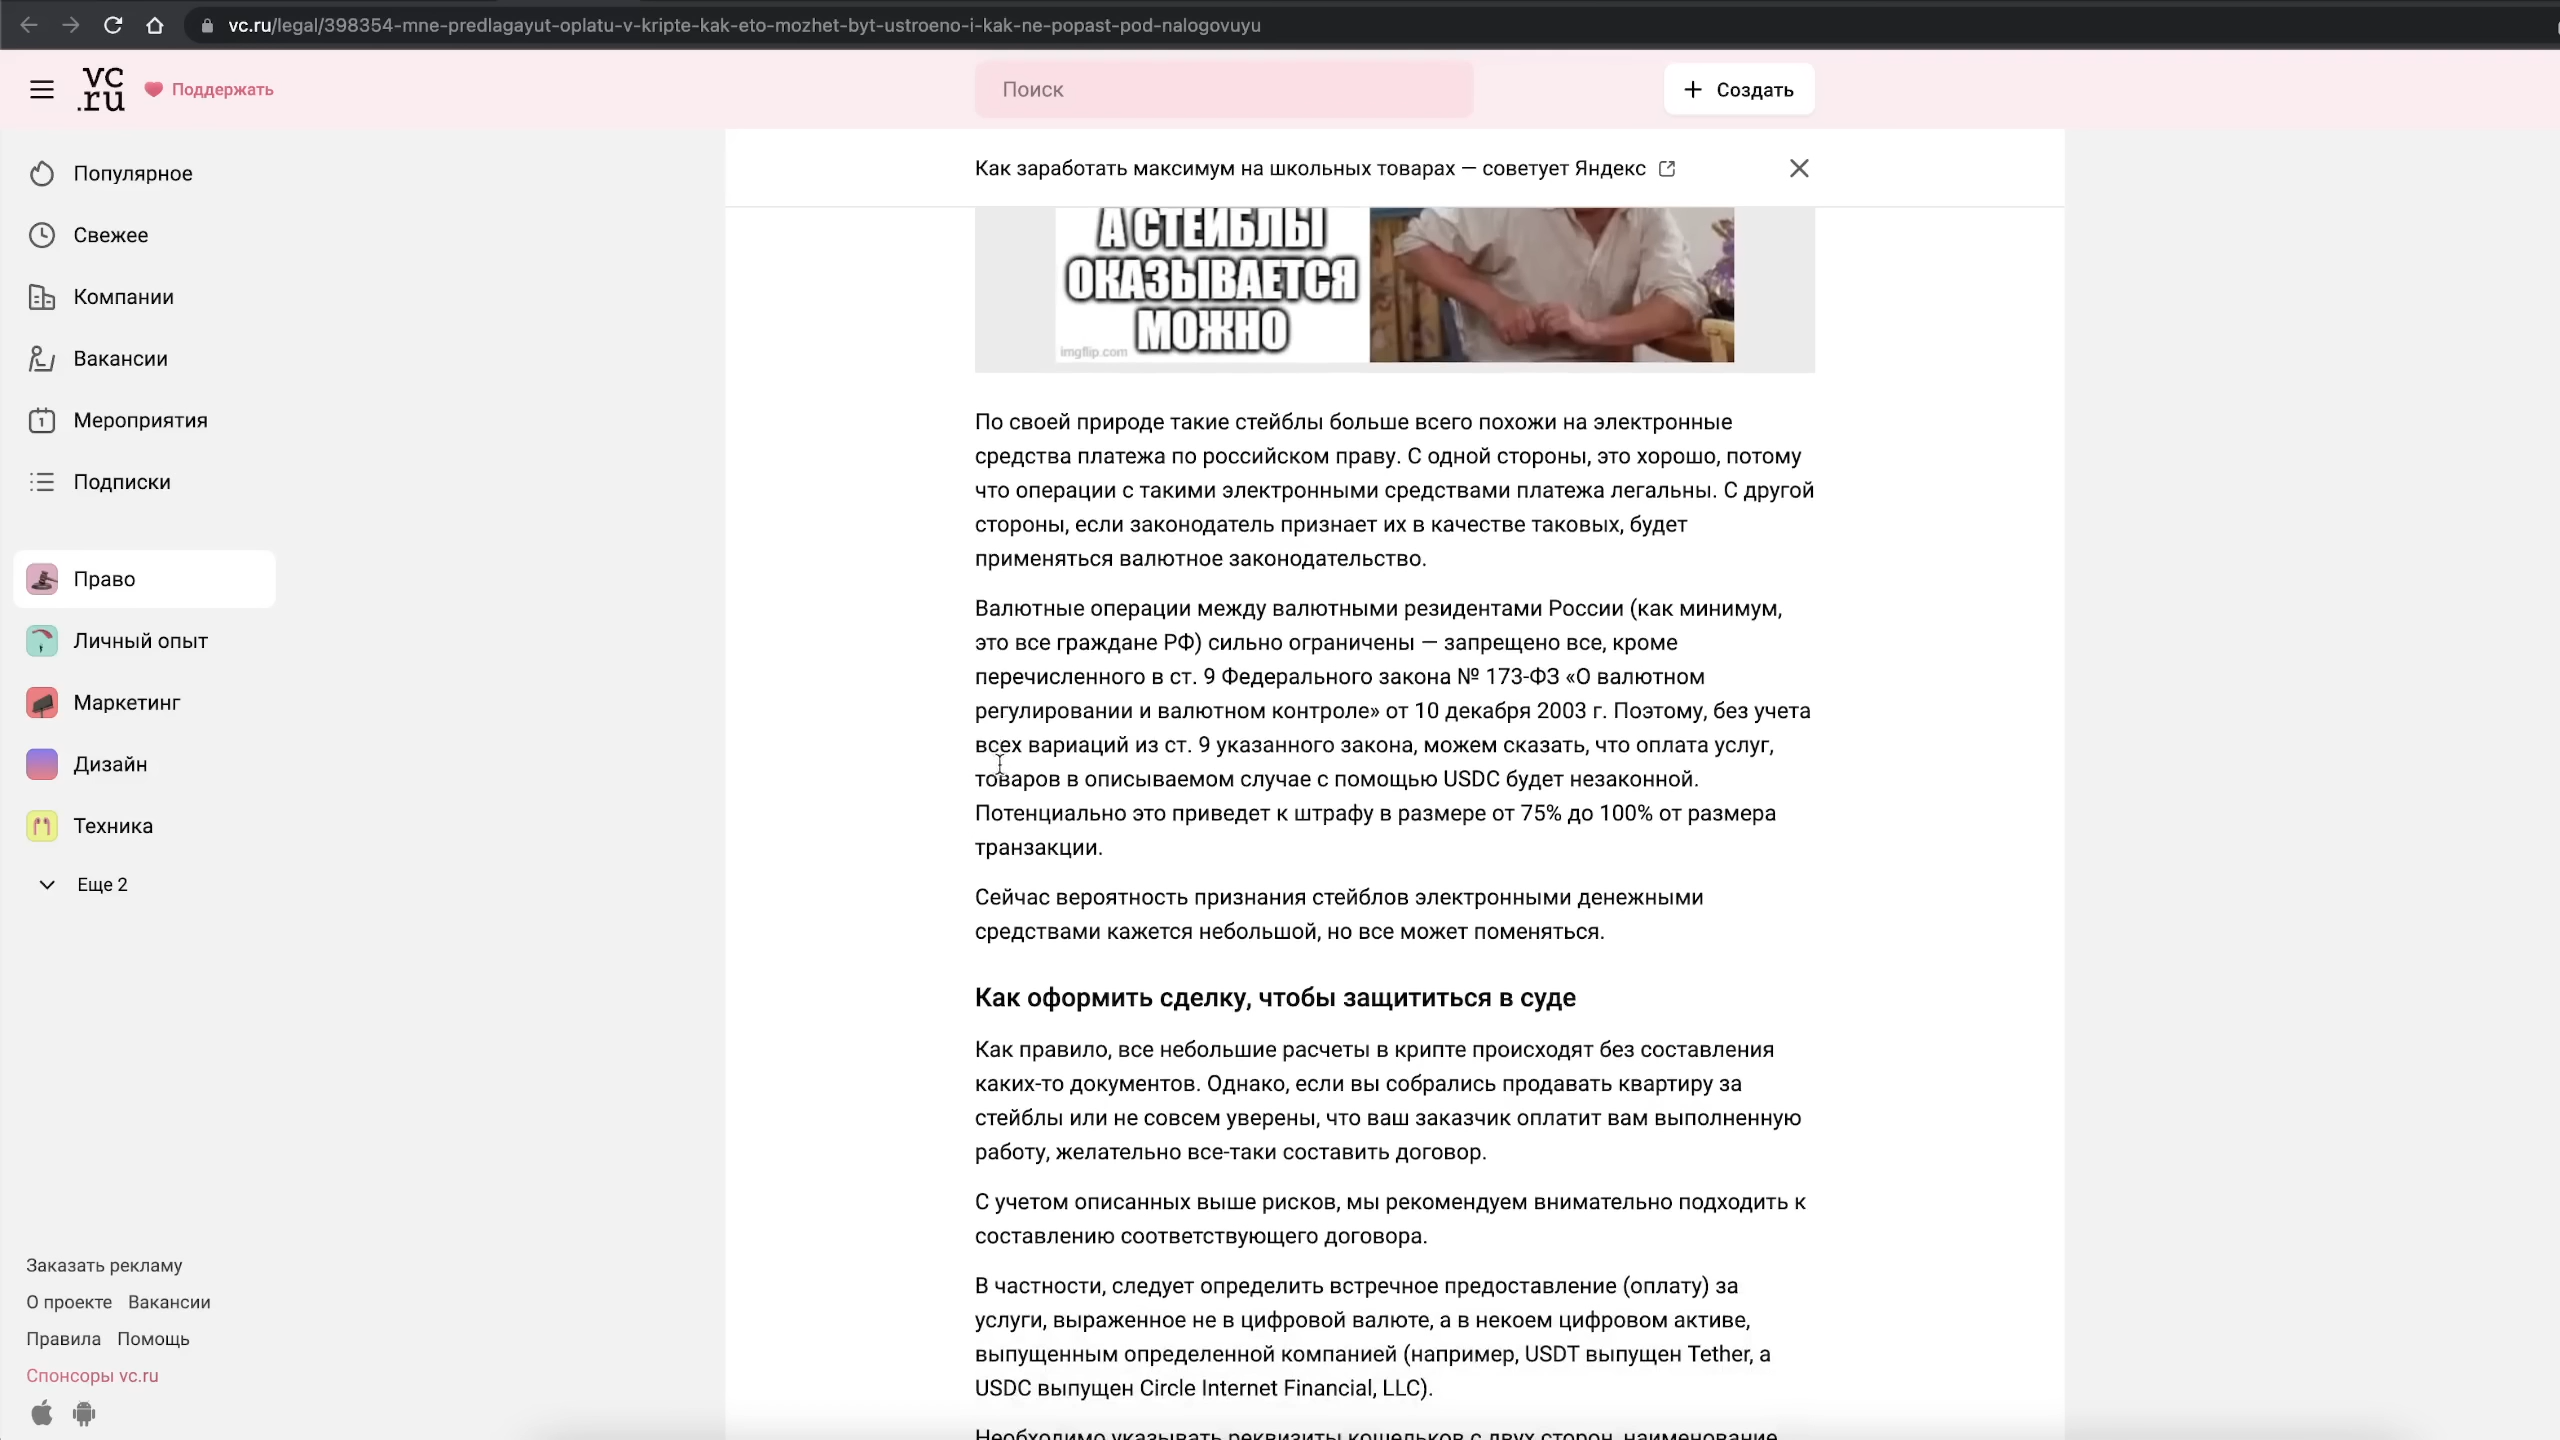 vc.ru/legal/398354-mne-predlagayut-oplatu-v-kripte-kak-eto-mozhet-byt-ustroeno-i-kak-ne-popast-pod-nalogovuyu
vc
.ru
Поддержать
Поиск
Создать
Популярное
Свежее
Компании
Вакансии
Мероприятия
Подписки
Право
Личный опыт
Маркетинг
Дизайн
Техника
Еще 2
Заказать рекламу
О проекте Вакансии
Правила Помощь
Спонсоры vc.ru
Как заработать максимум на школьных товарах — советует Яндекс
А СТЕЙБЛЫ
ОКАЗЫВАЕТСЯ
МОЖНО
imgflip.com
По своей природе такие стейблы больше всего похожи на электронные
средства платежа по российском праву. С одной стороны, это хорошо, потому
что операции с такими электронными средствами платежа легальны. С другой
стороны, если законодатель признает их в качестве таковых, будет
применяться валютное законодательство.
Валютные операции между валютными резидентами России (как минимум,
это все граждане РФ) сильно ограничены — запрещено все, кроме
перечисленного в ст. 9 Федерального закона № 173-ФЗ «О валютном
регулировании и валютном контроле» от 10 декабря 2003 г. Поэтому, без учета
всех вариаций из ст. 9 указанного закона, можем сказать, что оплата услуг,
товаров в описываемом случае с помощью USDC будет незаконной.
Потенциально это приведет к штрафу в размере от 75% до 100% от размера
транзакции.
Сейчас вероятность признания стейблов электронными денежными
средствами кажется небольшой, но все может поменяться.
Как оформить сделку, чтобы защититься в суде
Как правило, все небольшие расчеты в крипте происходят без составления
каких-то документов. Однако, если вы собрались продавать квартиру за
стейблы или не совсем уверены, что ваш заказчик оплатит вам выполненную
работу, желательно все-таки составить договор.
С учетом описанных выше рисков, мы рекомендуем внимательно подходить к
составлению соответствующего договора.
В частности, следует определить встречное предоставление (оплату) за
услуги, выраженное не в цифровой валюте, а в некоем цифровом активе,
выпущенным определенной компанией (например, USDT выпущен Tether, а
USDC выпущен Circle Internet Financial, LLC).
Необходимо указывать реквизиты кошельков с двух сторон, наименование